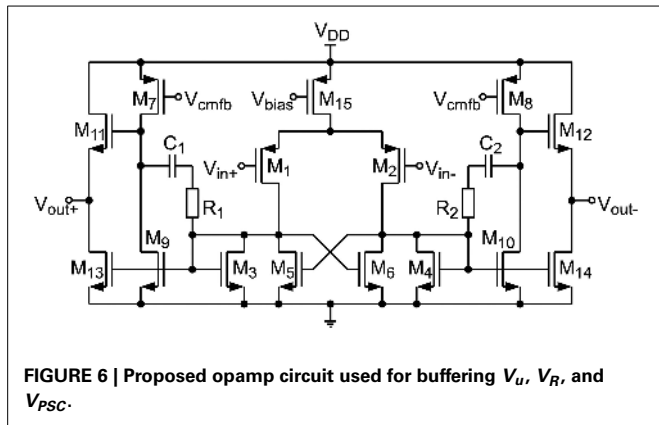 V_DD
M_7 V_cmfb V_bias M_15 V_cmfb M_8
M_11 M_12
C_1 C_2
V_in+ M_1 M_2 V_in-
V_out+ R_1 R_2 V_out-
M_9 M_10
M_13 M_3 M_5 M_6 M_4 M_14
FIGURE 6 | Proposed opamp circuit used for buffering V_u, V_R, and
V_PSC.